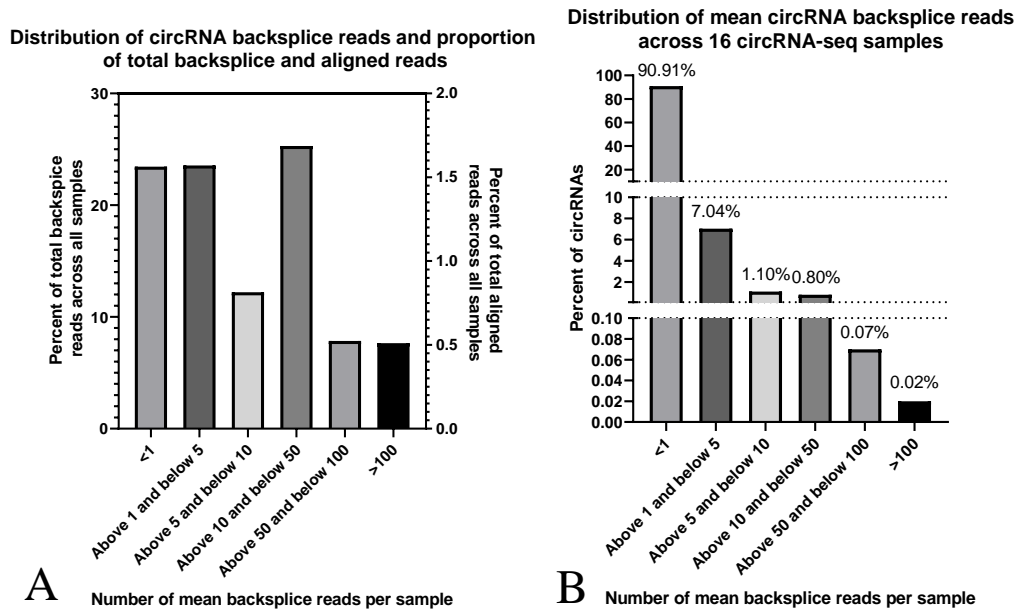 Distribution of circRNA backsplice reads and proportion
of total backsplice and aligned reads
Percent of total backspice
reads across all samples
30
20
10
0
Percent of total aligned
reads across all samples
2.0
1.5
1.0
0.5
0.0
<1
Above 1 and below 5
Above 5 and below 10
Above 10 and below 50
Above 50 and below 100
>100
A
Number of mean backsplice reads per sample
Distribution of mean circRNA backsplice reads
across 16 circRNA-seq samples
Percent of circRNAs
100
80
60
40
20
10
8
6
4
2
0.10
0.08
0.06
0.04
0.02
0.00
90.91%
7.04%
1.10%
0.80%
0.07%
0.02%
<1
Above 1 and below 5
Above 5 and below 10
Above 10 and below 50
Above 50 and below 100
>100
B
Number of mean backsplice reads per sample